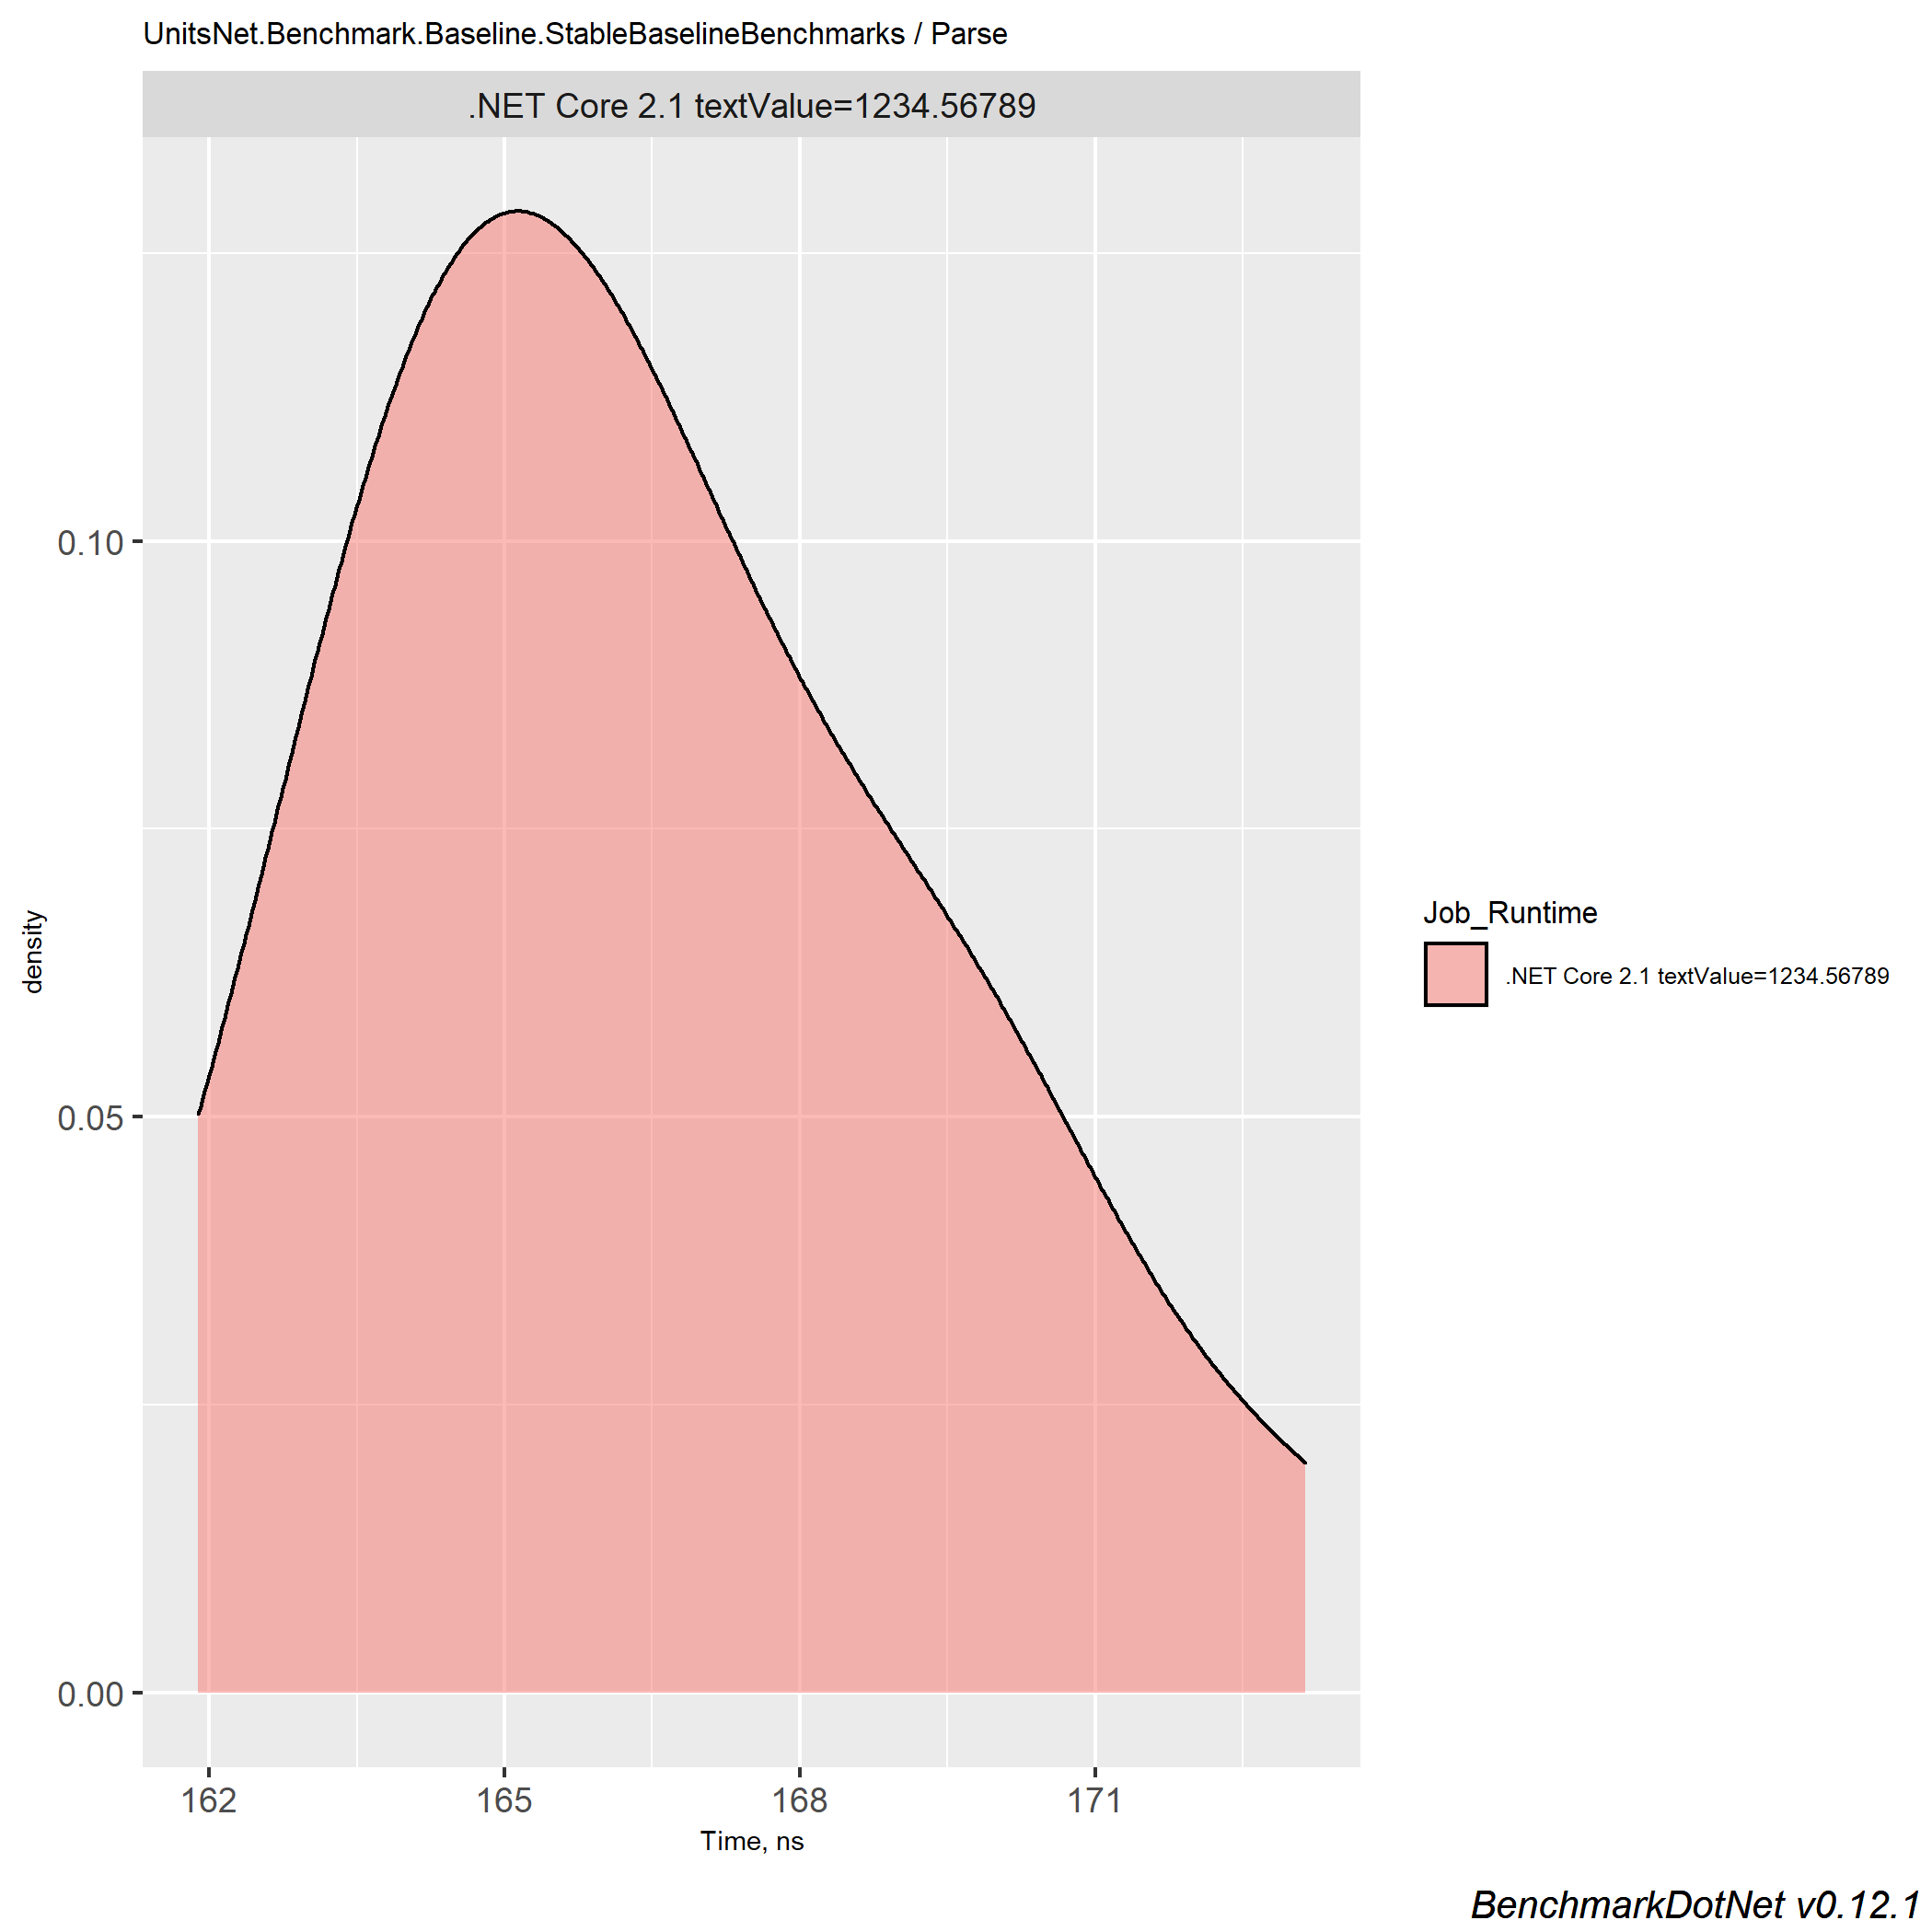 UnitsNet.Benchmark.Baseline.StableBaselineBenchmarks / Parse
.NET Core 2.1 textValue=1234.56789
0.10
0.05
0.00
density
162 165 168 171
Time, ns
Job_Runtime
.NET Core 2.1 textValue=1234.56789
BenchmarkDotNet v0.12.1